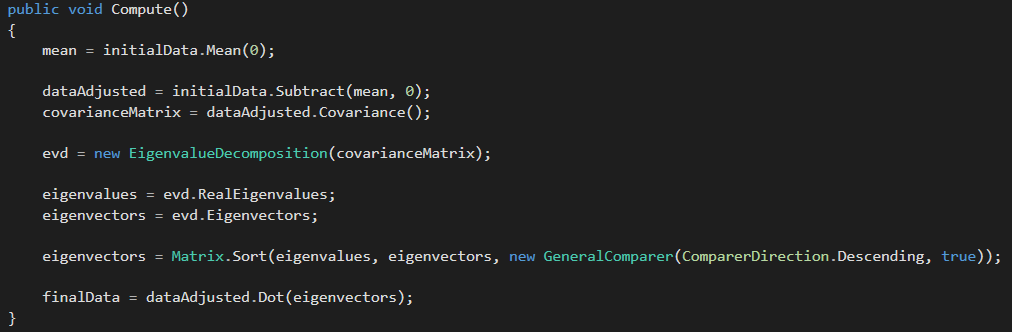 public void Compute()
{
    mean = initialData.Mean(0);
    dataAdjusted = initialData.Subtract(mean, 0);
    covarianceMatrix = dataAdjusted.Covariance();
    evd = new EigenvalueDecomposition(covarianceMatrix);
    eigenvalues = evd.RealEigenvalues;
    eigenvectors = evd.Eigenvectors;
    eigenvectors = Matrix.Sort(eigenvalues, eigenvectors, new GeneralComparer(ComparerDirection.Descending, true));
    finalData = dataAdjusted.Dot(eigenvectors);
}